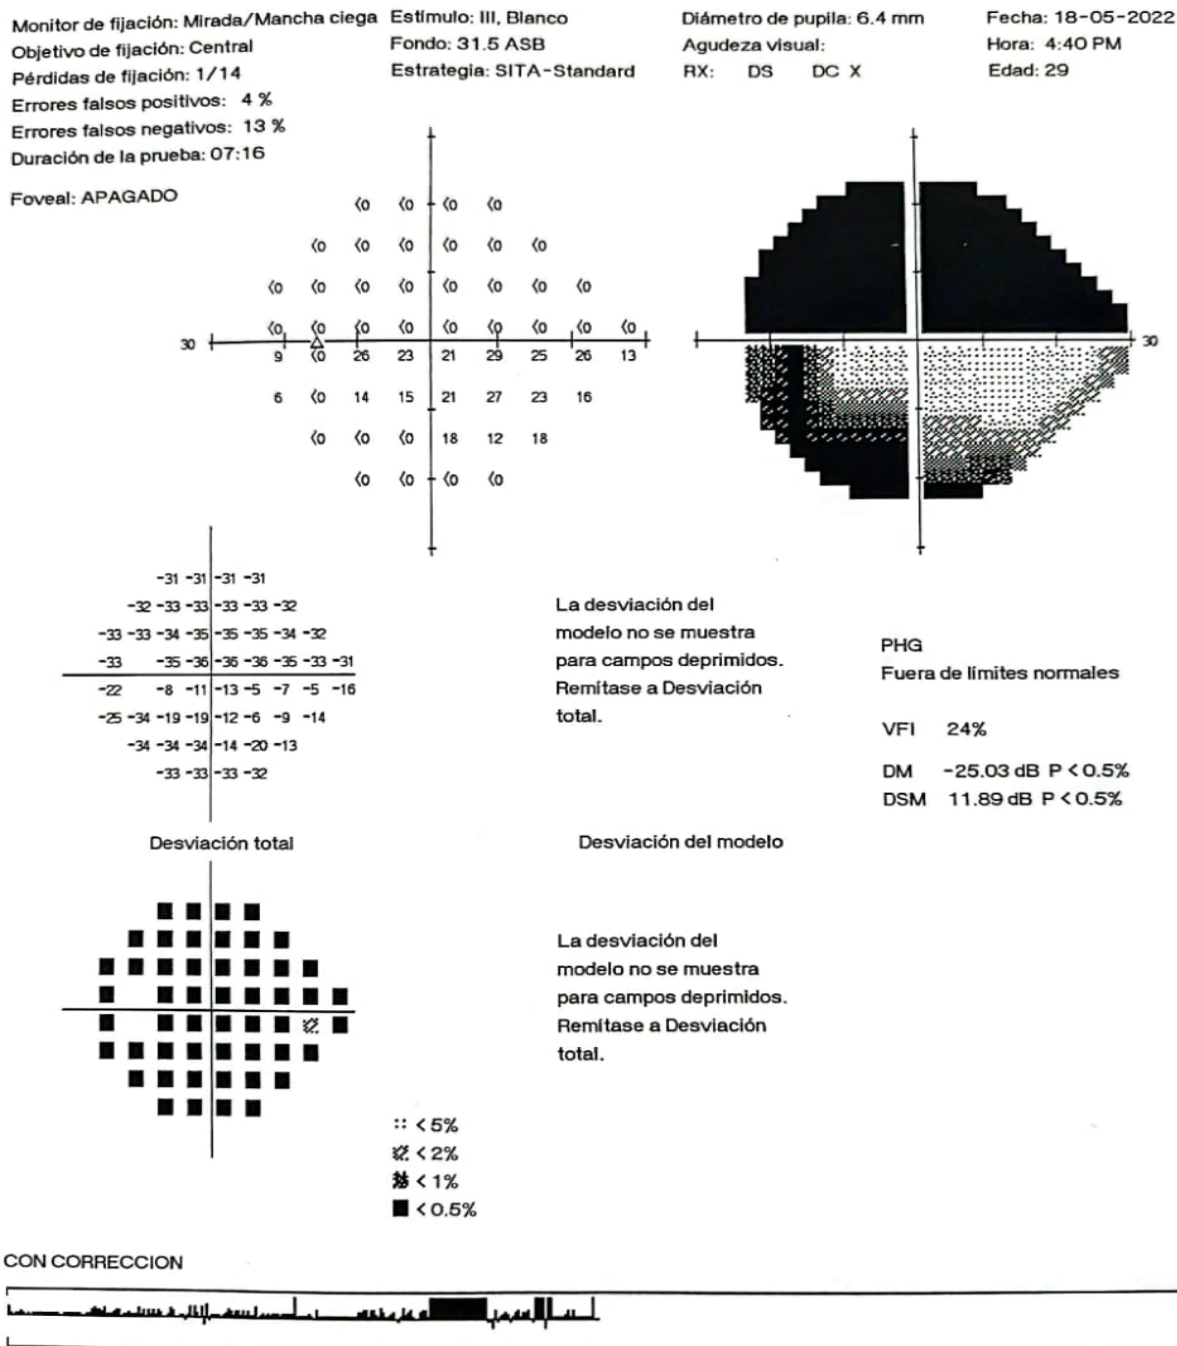 Monitor de fijación: Mirada/Mancha ciega
Objetivo de fijación: Central
Pérdidas de fijación: 1/14
Errores falsos positivos: 4 %
Errores falsos negativos: 13 %
Duración de la prueba: 07:16
Foveal: APAGADO
Estímulo: III, Blanco
Fondo: 31.5 ASB
Estrategia: SITA-Standard
Diámetro de pupila: 6.4 mm
Agudeza visual:
RX: DS DC X
Fecha: 18-05-2022
Hora: 4:40 PM
Edad: 29
<0 <0 <0 <0
<0 <0 <0 <0 <0 <0
<0 <0 <0 <0 <0 <0 <0 <0
<0 <0 <0 <0 <0 <0 <0 <0 <0
30
30
9 <0 26 23 21 29 25 26 13
6 <0 14 15 21 27 23 16
<0 <0 <0 18 12 18
<0 <0 <0 <0
-31 -31 -31 -31
-32 -33 -33 -33 -33 -32
-33 -33 -34 -35 -35 -35 -34 -32
-33 -35 -36 -36 -36 -35 -33 -31
-22 -8 -11 -13 -5 -7 -5 -16
-25 -34 -19 -19 -12 -6 -9 -14
-34 -34 -34 -14 -20 -13
-33 -33 -33 -32
Desviación total
La desviación del
modelo no se muestra
para campos deprimidos.
Remítase a Desviación
total.
Desviación del modelo
PHG
Fuera de límites normales
VFI 24%
DM -25.03 dB P < 0.5%
DSM 11.89 dB P < 0.5%
La desviación del
modelo no se muestra
para campos deprimidos.
Remítase a Desviación
total.
< 5%
< 2%
< 1%
< 0.5%
CON CORRECCION